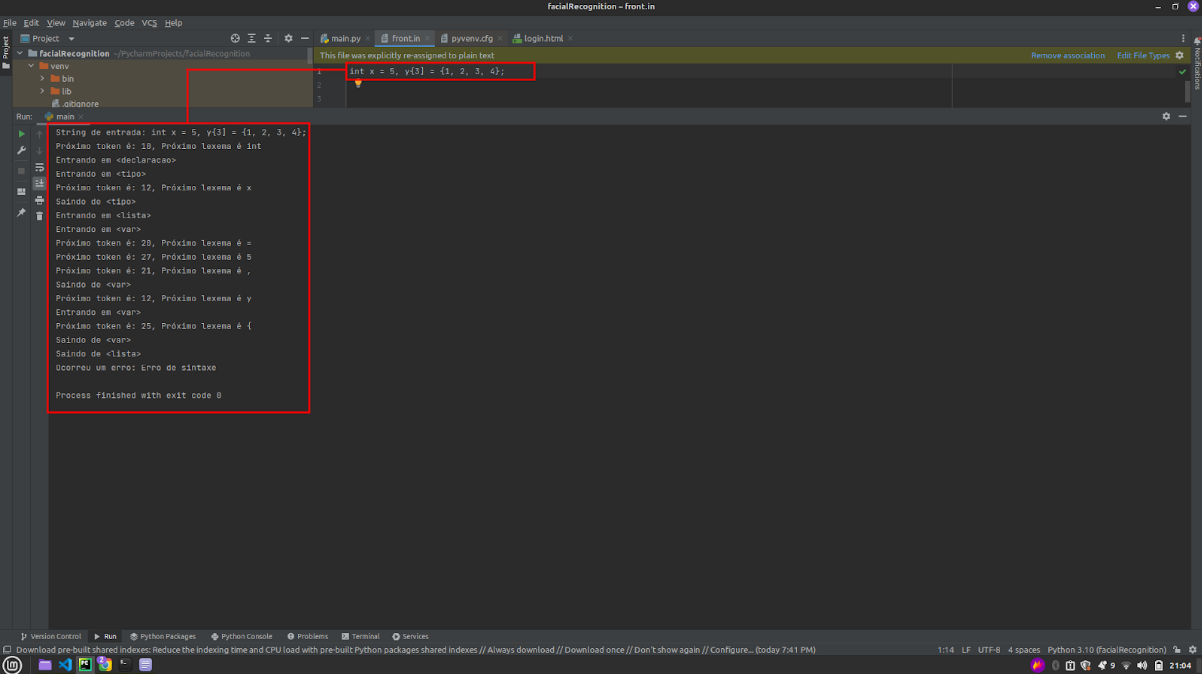 facialRecognition – front.in
File Edit View Navigate Code VCS Help
Project
main.py front.in pyvenv.cfg login.html
Project
facialRecognition ~/PycharmProjects/facialRecognition
venv
bin
lib
.gitignore
This file was explicitly re-assigned to plain text Remove association Edit File Types
Notifications
1 int x = 5, y{3] = {1, 2, 3, 4};
2
3
Run: main
String de entrada: int x = 5, y{3] = {1, 2, 3, 4};
Próximo token é: 10, Próximo lexema é int
Entrando em <declaracao>
Entrando em <tipo>
Próximo token é: 12, Próximo lexema é x
Saindo de <tipo>
Entrando em <lista>
Entrando em <var>
Próximo token é: 20, Próximo lexema é =
Próximo token é: 27, Próximo lexema é 5
Próximo token é: 21, Próximo lexema é ,
Saindo de <var>
Próximo token é: 12, Próximo lexema é y
Entrando em <var>
Próximo token é: 25, Próximo lexema é {
Saindo de <var>
Saindo de <lista>
Ocorreu um erro: Erro de sintaxe
Process finished with exit code 0
Version Control Run Python Packages Python Console Problems Terminal Services
Download pre-built shared indexes: Reduce the indexing time and CPU load with pre-built Python packages shared indexes // Always download // Download once // Don't show again // Configure... (today 7:41 PM) 1:14 LF UTF-8 4 spaces Python 3.10 (facialRecognition)
9 21:04